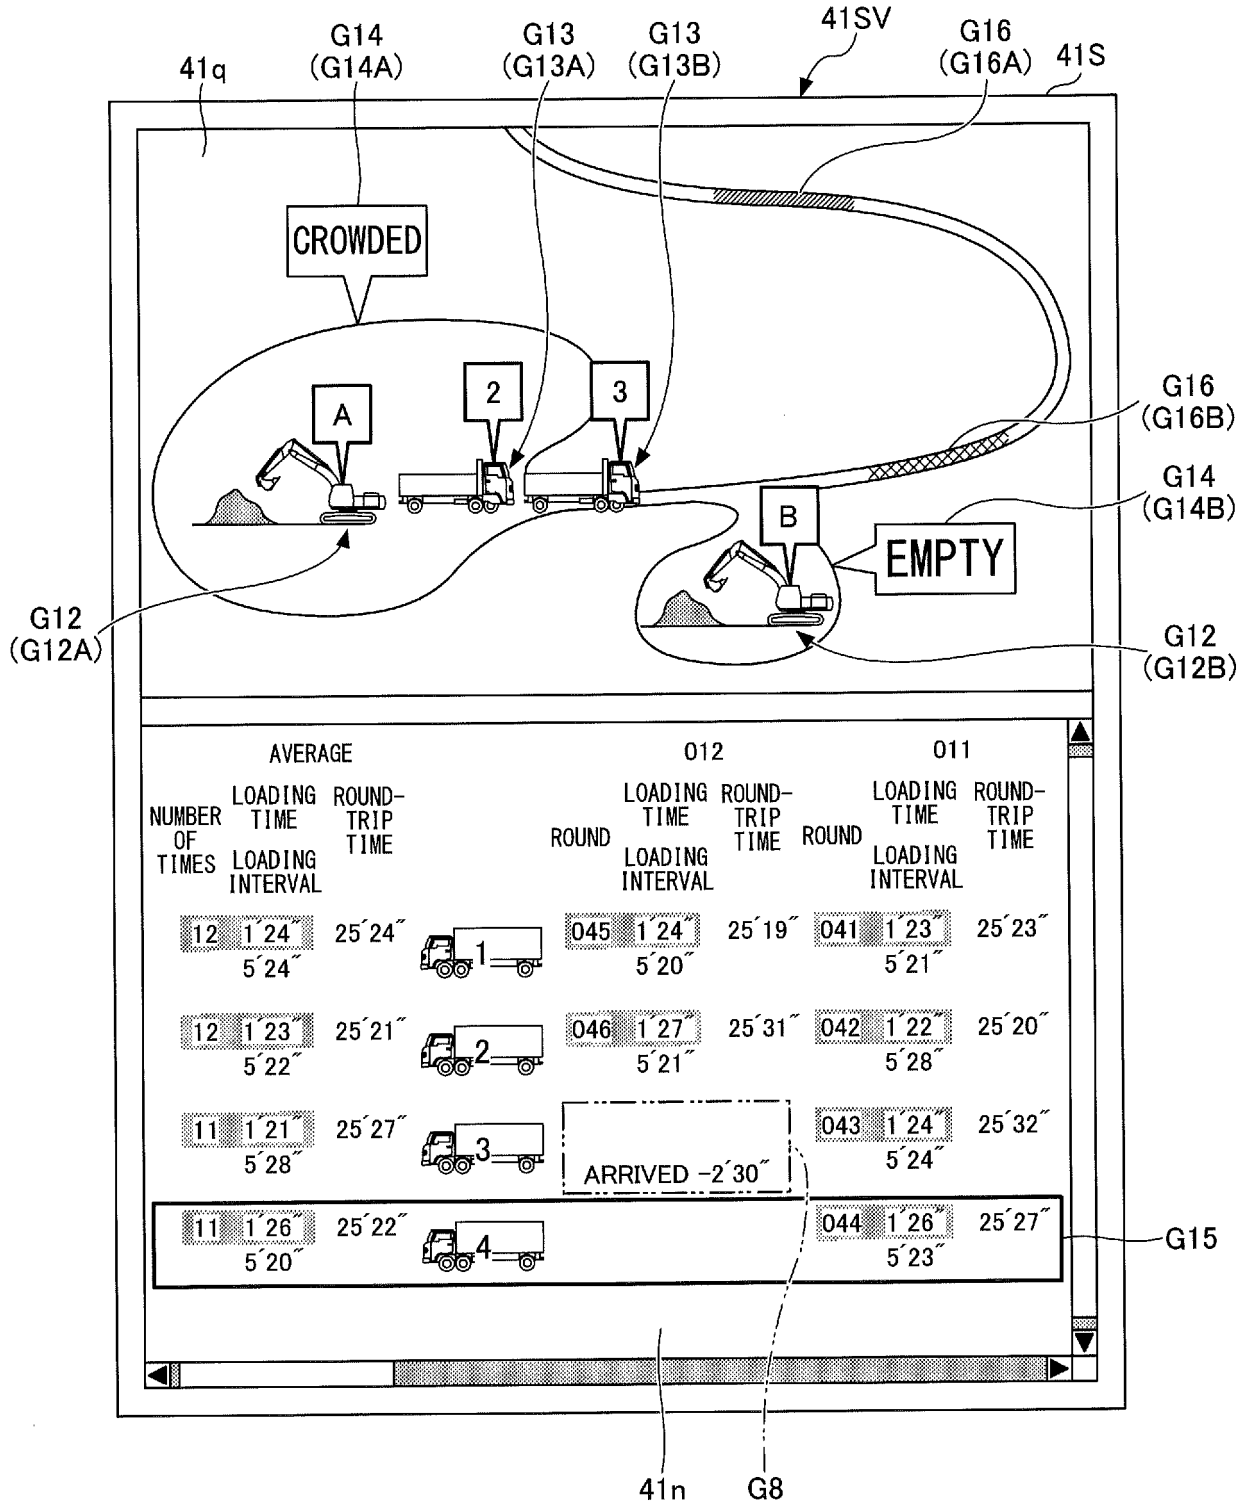 41SV
G14
(G14A)
G13
(G13A)
G13
(G13B)
G16
(G16A)
41S
41q
CROWDED
2
3
A
G16
(G16B)
G14
(G14B)
B
EMPTY
G12
(G12A)
G12
(G12B)
AVERAGE 012 011
NUMBER OF TIMES
LOADING TIME
LOADING INTERVAL
ROUND-TRIP TIME
ROUND
LOADING TIME
LOADING INTERVAL
ROUND-TRIP TIME
ROUND
LOADING TIME
LOADING INTERVAL
ROUND-TRIP TIME
12 1´24˝ 25´24˝ 1 045 1´24˝ 25´19˝ 041 1´23˝ 25´23˝
5´24˝ 5´20˝ 5´21˝
12 1´23˝ 25´21˝ 2 046 1´27˝ 25´31˝ 042 1´22˝ 25´20˝
5´22˝ 5´21˝ 5´28˝
11 1´21˝ 25´27˝ 3 043 1´24˝ 25´32˝
5´28˝ ARRIVED -2´30˝ 5´24˝
11 1´26˝ 25´22˝ 4 044 1´26˝ 25´27˝
5´20˝ 5´23˝
G15
41n
G8